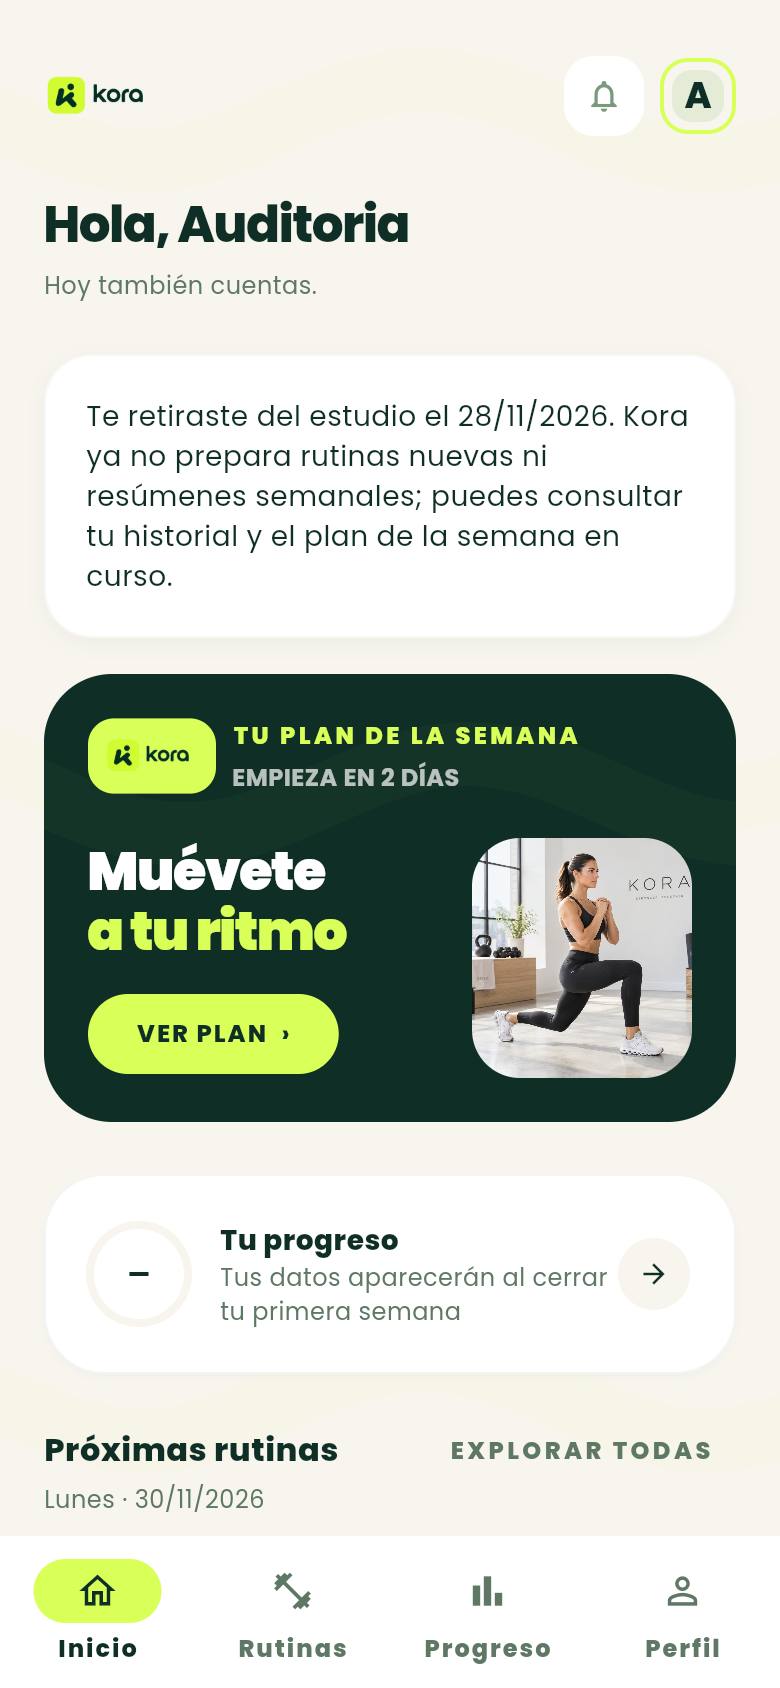 kora
A
Hola, Auditoria
Hoy también cuentas.
Te retiraste del estudio el 28/11/2026. Kora
ya no prepara rutinas nuevas ni
resúmenes semanales; puedes consultar
tu historial y el plan de la semana en
curso.
kora
TU PLAN DE LA SEMANA
EMPIEZA EN 2 DÍAS
Muévete
a tu ritmo
KORA
VER PLAN ›
–
Tu progreso
Tus datos aparecerán al cerrar
tu primera semana
Próximas rutinas
EXPLORAR TODAS
Lunes · 30/11/2026
Inicio
Rutinas
Progreso
Perfil